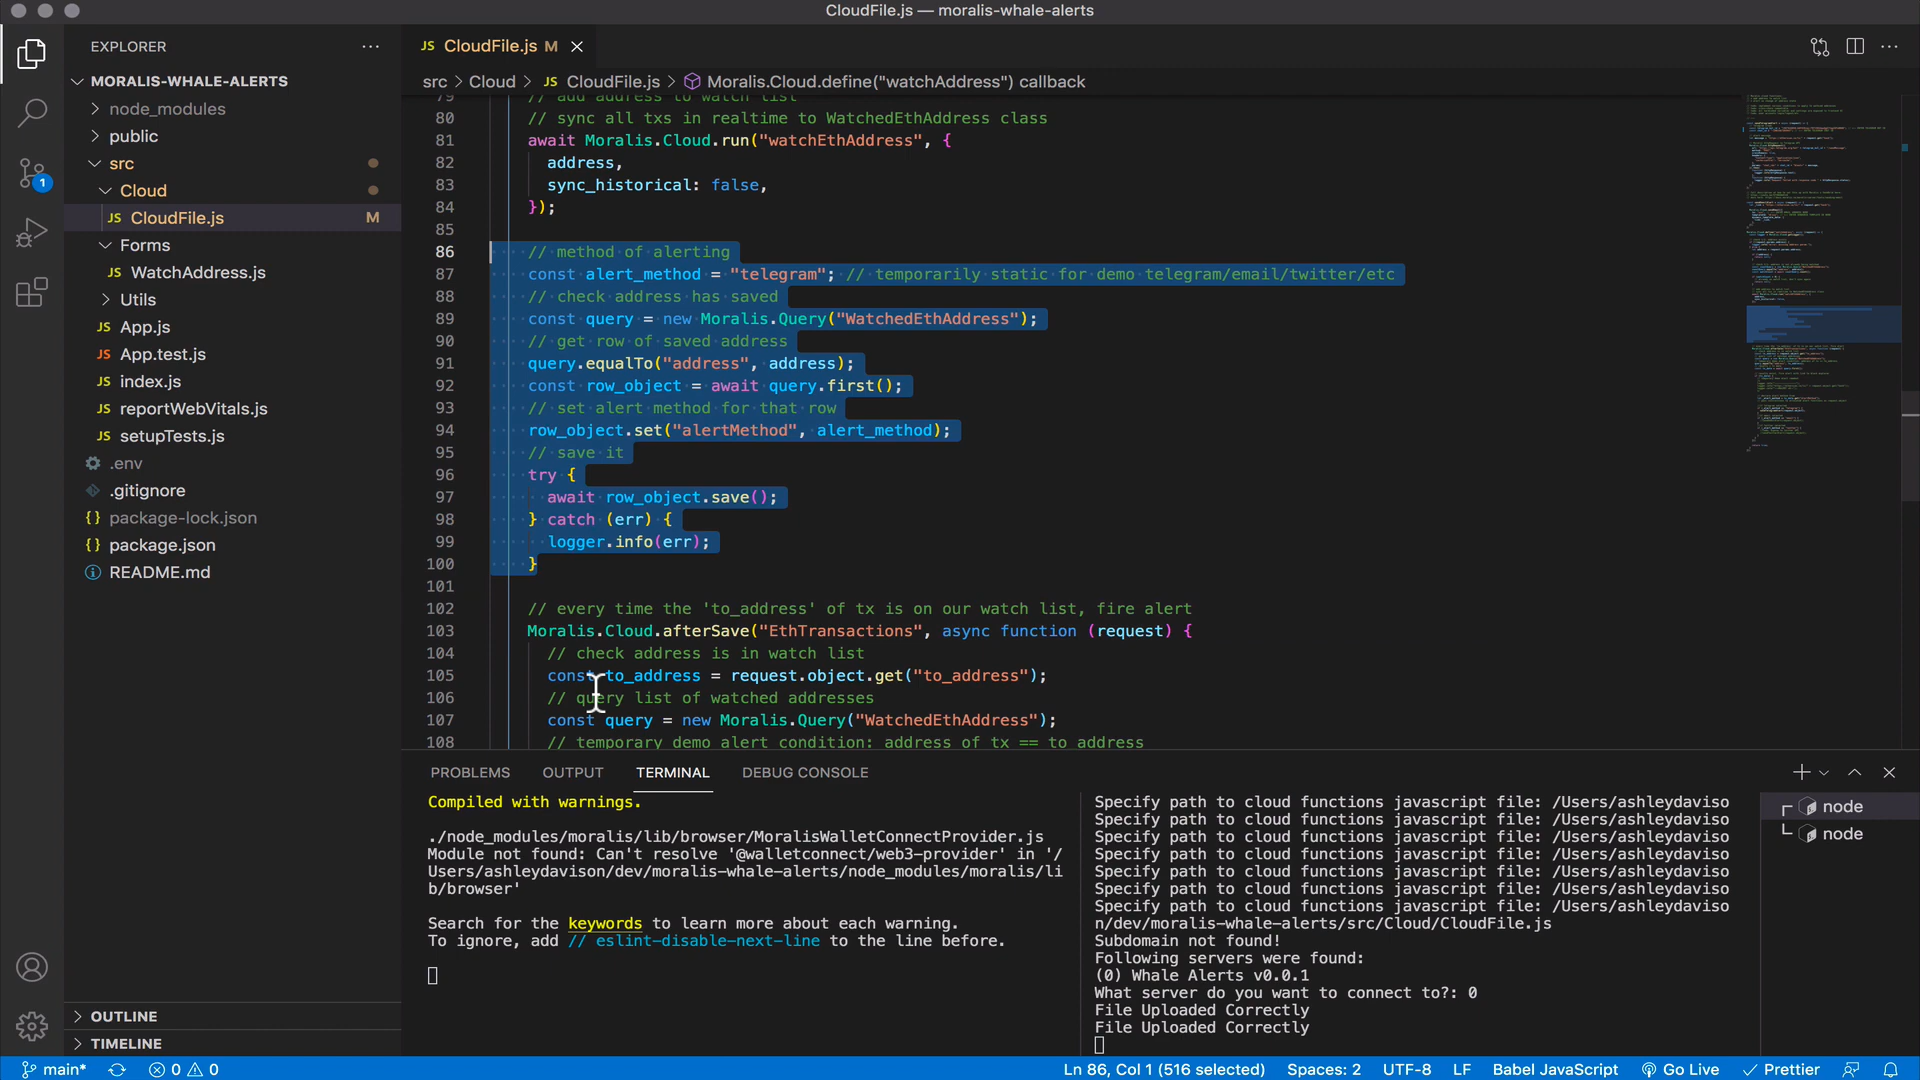 CloudFile.js — moralis-whale-alerts
EXPLORER
MORALIS-WHALE-ALERTS
node_modules
public
src
Cloud
JS CloudFile.js M
Forms
JS WatchAddress.js
Utils
JS App.js
JS App.test.js
JS index.js
JS reportWebVitals.js
JS setupTests.js
.env
.gitignore
{} package-lock.json
{} package.json
README.md
OUTLINE
TIMELINE
JS CloudFile.js M
src > Cloud > JS CloudFile.js > Moralis.Cloud.define("watchAddress") callback
79 // add address to watch list
80 // sync all txs in realtime to WatchedEthAddress class
81 await Moralis.Cloud.run("watchEthAddress", {
82 address,
83 sync_historical: false,
84 });
85
86 // method of alerting
87 const alert_method = "telegram"; // temporarily static for demo telegram/email/twitter/etc
88 // check address has saved
89 const query = new Moralis.Query("WatchedEthAddress");
90 // get row of saved address
91 query.equalTo("address", address);
92 const row_object = await query.first();
93 // set alert method for that row
94 row_object.set("alertMethod", alert_method);
95 // save it
96 try {
97 await row_object.save();
98 } catch (err) {
99 logger.info(err);
100 }
101
102 // every time the 'to_address' of tx is on our watch list, fire alert
103 Moralis.Cloud.afterSave("EthTransactions", async function (request) {
104 // check address is in watch list
105 const to_address = request.object.get("to_address");
106 // query list of watched addresses
107 const query = new Moralis.Query("WatchedEthAddress");
108 // temporary demo alert condition: address of tx == to address
PROBLEMS OUTPUT TERMINAL DEBUG CONSOLE
Compiled with warnings.
./node_modules/moralis/lib/browser/MoralisWalletConnectProvider.js
Module not found: Can't resolve '@walletconnect/web3-provider' in '/
Users/ashleydavison/dev/moralis-whale-alerts/node_modules/moralis/li
b/browser'
Search for the keywords to learn more about each warning.
To ignore, add // eslint-disable-next-line to the line before.
Specify path to cloud functions javascript file: /Users/ashleydaviso
Specify path to cloud functions javascript file: /Users/ashleydaviso
Specify path to cloud functions javascript file: /Users/ashleydaviso
Specify path to cloud functions javascript file: /Users/ashleydaviso
Specify path to cloud functions javascript file: /Users/ashleydaviso
Specify path to cloud functions javascript file: /Users/ashleydaviso
Specify path to cloud functions javascript file: /Users/ashleydaviso
n/dev/moralis-whale-alerts/src/Cloud/CloudFile.js
Subdomain not found!
Following servers were found:
(0) Whale Alerts v0.0.1
What server do you want to connect to?: 0
File Uploaded Correctly
File Uploaded Correctly
node
node
1
main* 0 0 Ln 86, Col 1 (516 selected) Spaces: 2 UTF-8 LF Babel JavaScript Go Live Prettier